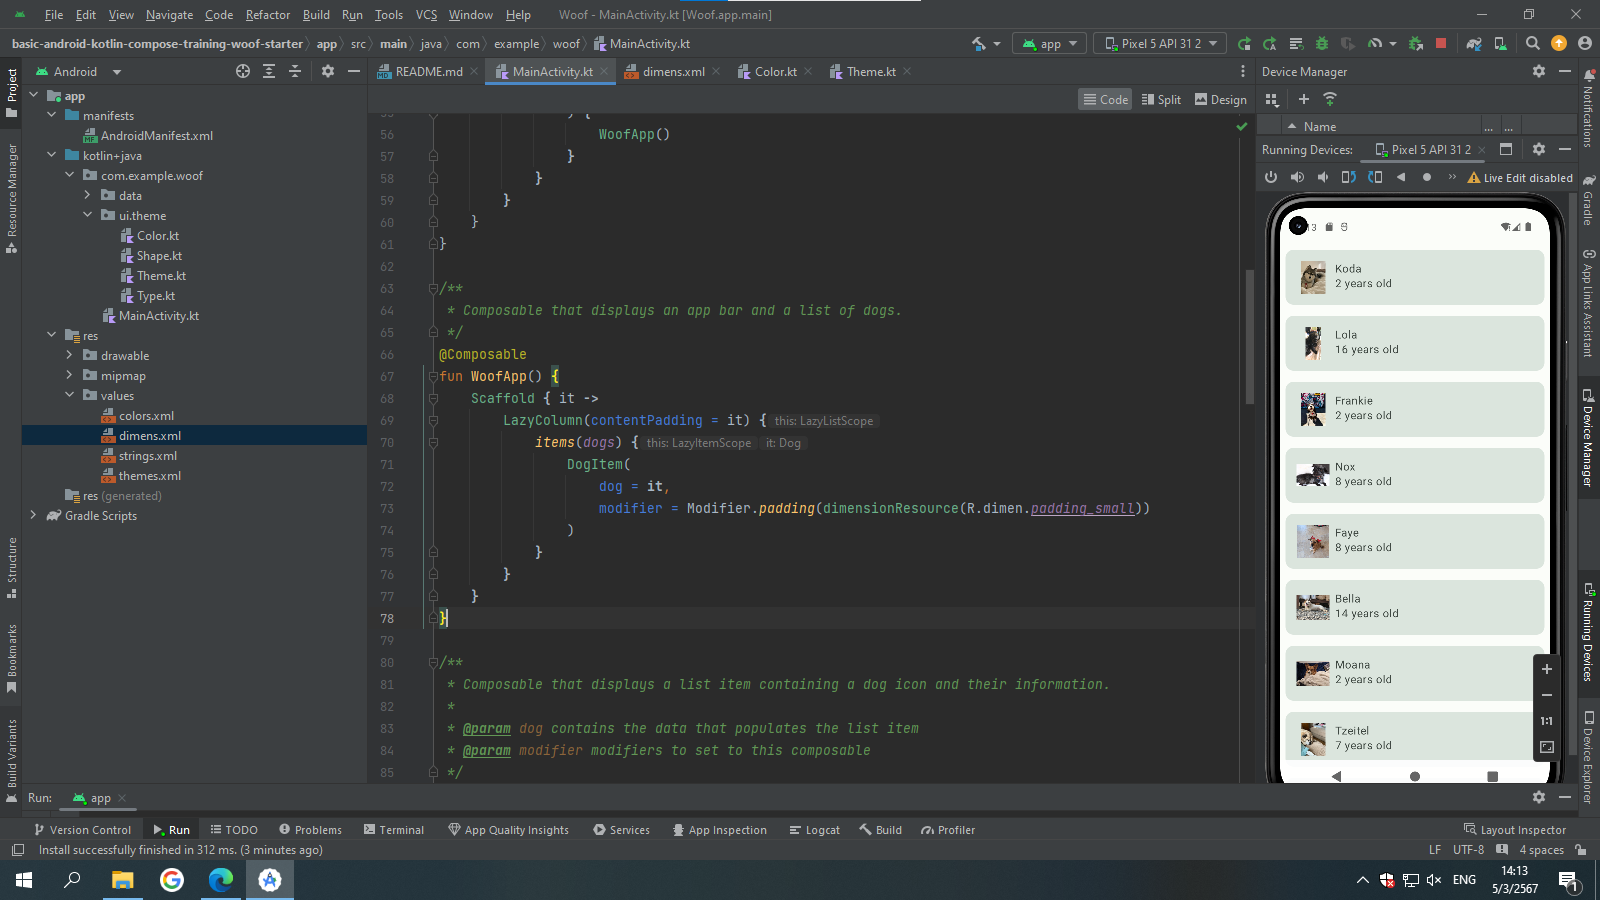 File Edit View Navigate Code Refactor Build Run Tools VCS Window Help Woof - MainActivity.kt [Woof.app.main]
basic-android-kotlin-compose-training-woof-starter app src main java com example woof MainActivity.kt
app Pixel 5 API 31 2
Project
Resource Manager
Structure
Bookmarks
Build Variants
Android
app
manifests
AndroidManifest.xml
kotlin+java
com.example.woof
data
ui.theme
Color.kt
Shape.kt
Theme.kt
Type.kt
MainActivity.kt
res
drawable
mipmap
values
colors.xml
dimens.xml
strings.xml
themes.xml
res (generated)
Gradle Scripts
README.md MainActivity.kt dimens.xml Color.kt Theme.kt
Code Split Design
55 ) {
56 WoofApp()
57 }
58 }
59 }
60 }
61 }
62
63 /**
64 * Composable that displays an app bar and a list of dogs.
65 */
66 @Composable
67 fun WoofApp() {
68 Scaffold { it ->
69 LazyColumn(contentPadding = it) { this: LazyListScope
70 items(dogs) { this: LazyItemScope it: Dog
71 DogItem(
72 dog = it,
73 modifier = Modifier.padding(dimensionResource(R.dimen.padding_small))
74 )
75 }
76 }
77 }
78 }
79
80 /**
81 * Composable that displays a list item containing a dog icon and their information.
82 *
83 * @param dog contains the data that populates the list item
84 * @param modifier modifiers to set to this composable
85 */
Device Manager
Name ... ...
Running Devices: Pixel 5 API 31 2
Live Edit disabled
13
Koda
2 years old
Lola
16 years old
Frankie
2 years old
Nox
8 years old
Faye
8 years old
Bella
14 years old
Moana
2 years old
Tzeitel
7 years old
1:1
Notifications
Gradle
App Links Assistant
Device Manager
Running Devices
Device Explorer
Run: app
Version Control Run TODO Problems Terminal App Quality Insights Services App Inspection Logcat Build Profiler Layout Inspector
Install successfully finished in 312 ms. (3 minutes ago) LF UTF-8 4 spaces
ENG 14:13
5/3/2567
1